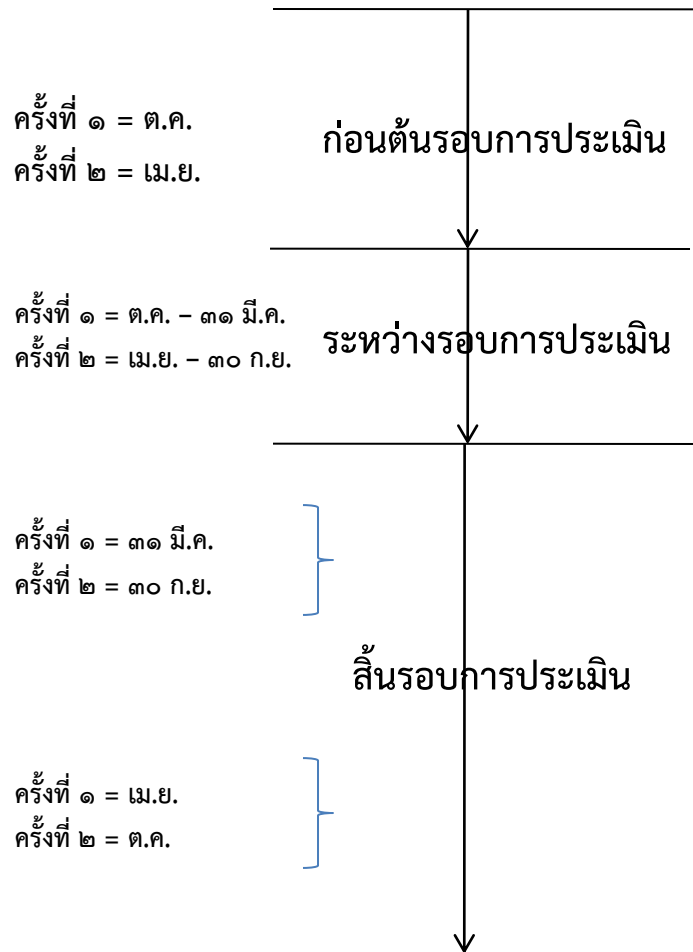 ครั้งที่ ๑ = ต.ค.
ครั้งที่ ๒ = เม.ย.
ก่อนต้นรอบการประเมิน
ครั้งที่ ๑ = ต.ค. – ๓๑ มี.ค.
ครั้งที่ ๒ = เม.ย. – ๓๐ ก.ย.
ระหว่างรอบการประเมิน
ครั้งที่ ๑ = ๓๑ มี.ค.
ครั้งที่ ๒ = ๓๐ ก.ย.
สิ้นรอบการประเมิน
ครั้งที่ ๑ = เม.ย.
ครั้งที่ ๒ = ต.ค.